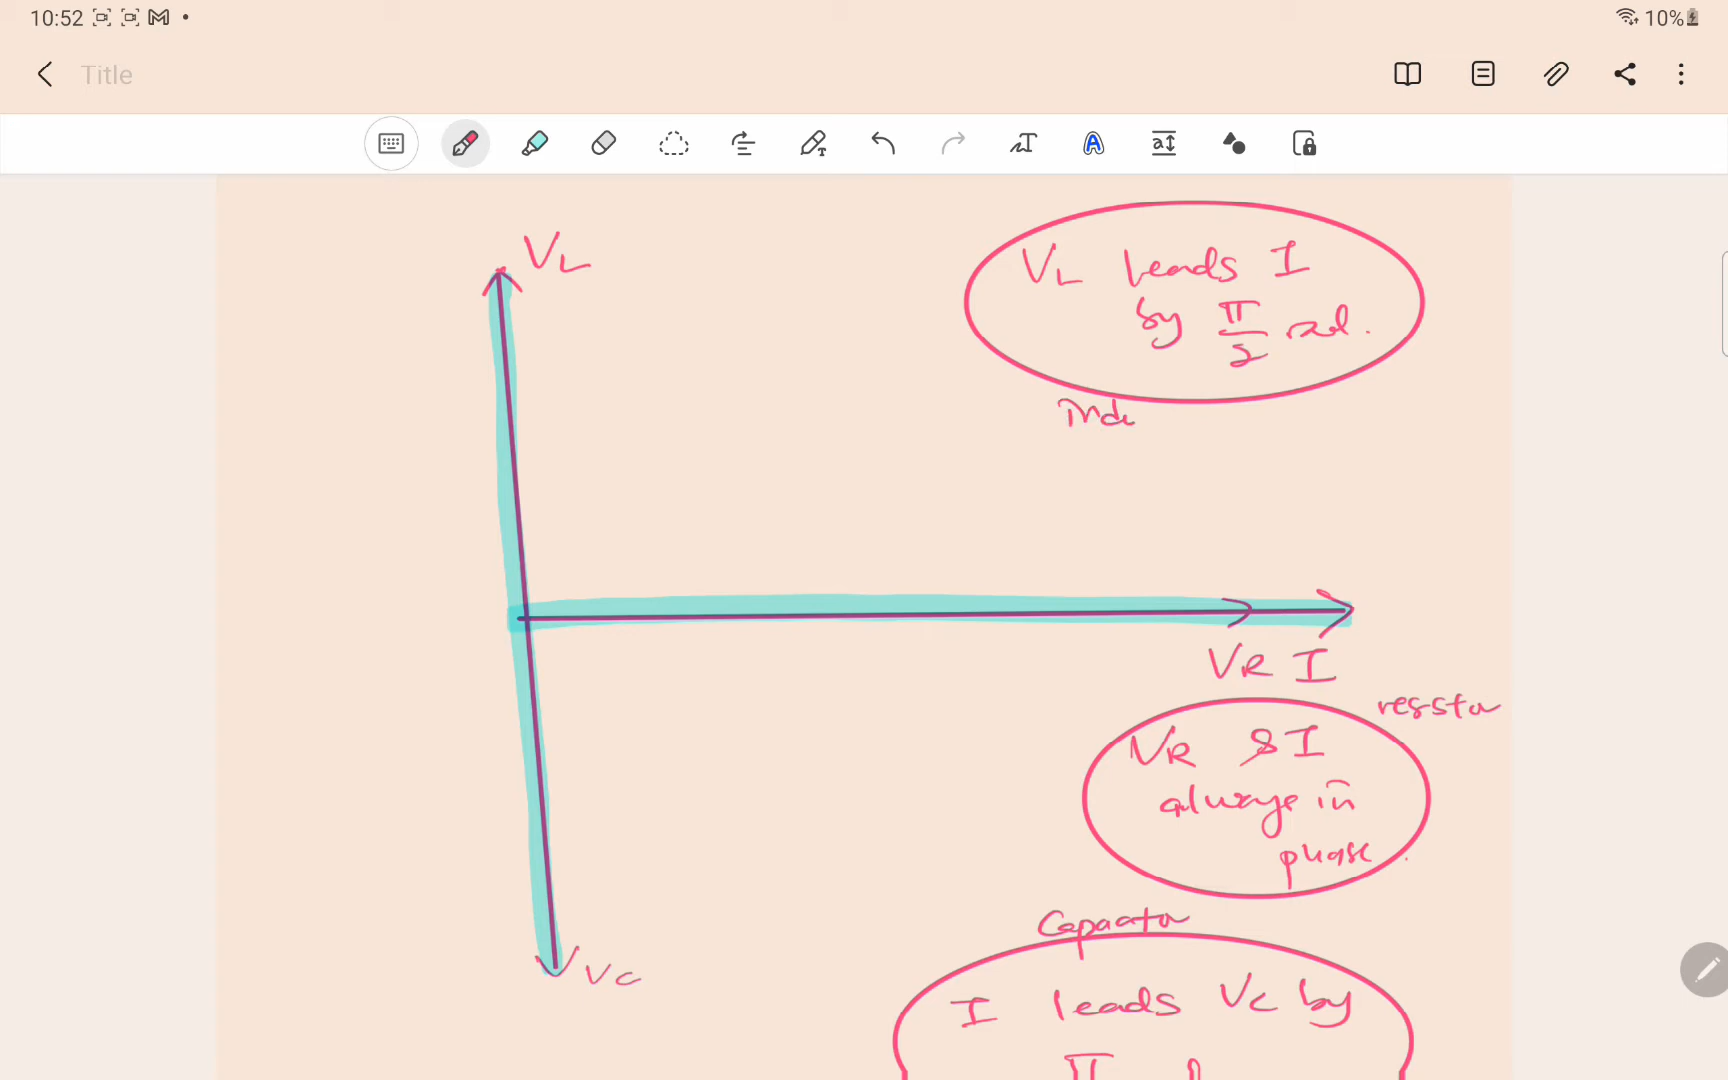 10:52
10%
Title
VL
VL leads I
by π/2 rad.
VR I
VR & I
always in
phase.
VC
I leads VC by
π